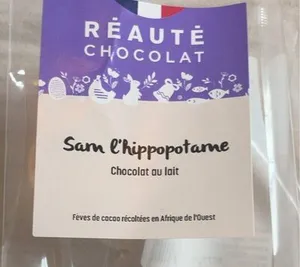 RÉAUTÉ
CHOCOLAT
Sam l'hippopotame
Chocolat au lait
Fèves de cacao récoltées en Afrique de l'Ouest